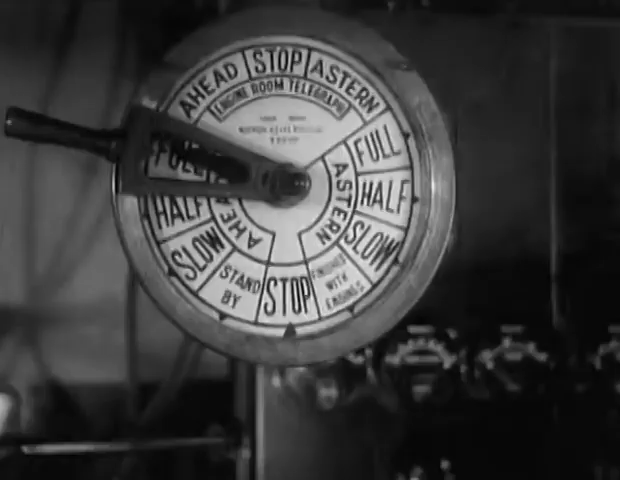 AHEAD STOP ASTERN
ENGINE ROOM TELEGRAPH
FULL
HALF
SLOW
STAND
BY
STOP
FINISHED
WITH
ENGINES
SLOW
HALF
FULL
AHEAD
ASTERN